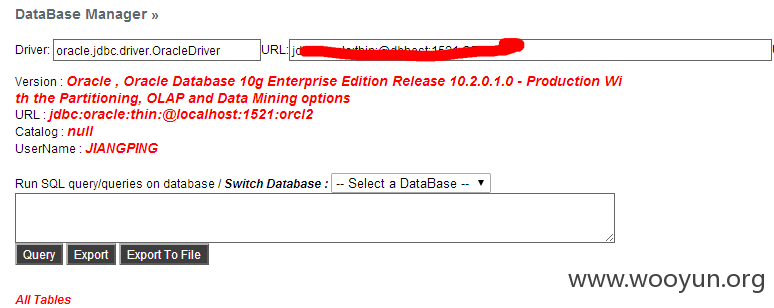 DataBase Manager »
Driver: oracle.jdbc.driver.OracleDriver URL:
Version : Oracle , Oracle Database 10g Enterprise Edition Release 10.2.0.1.0 - Production Wi
th the Partitioning, OLAP and Data Mining options
URL : jdbc:oracle:thin:@localhost:1521:orcl2
Catalog : null
UserName : JIANGPING
Run SQL query/queries on database / Switch Database : -- Select a DataBase --
Query Export Export To File
www.wooyun.org
All Tables